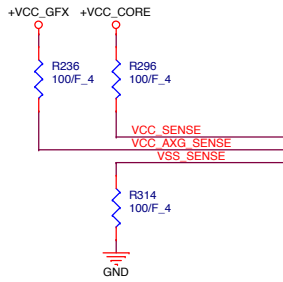 +VCC_GFX +VCC_CORE
R236
100/F_4
R296
100/F_4
VCC_SENSE
VCC_AXG_SENSE
VSS_SENSE
R314
100/F_4
GND